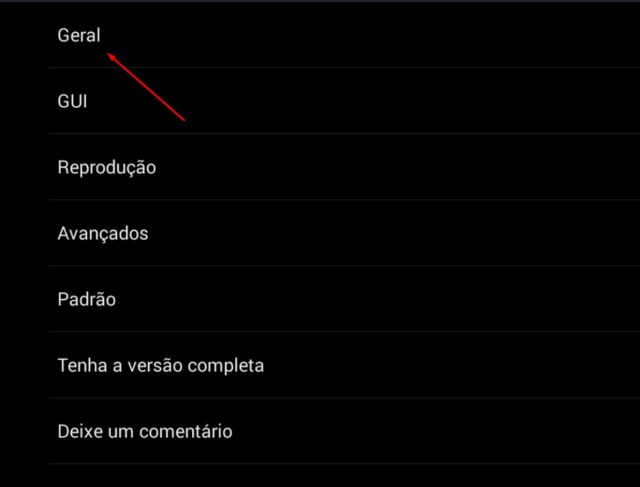 Geral
GUI
Reprodução
Avançados
Padrão
Tenha a versão completa
Deixe um comentário